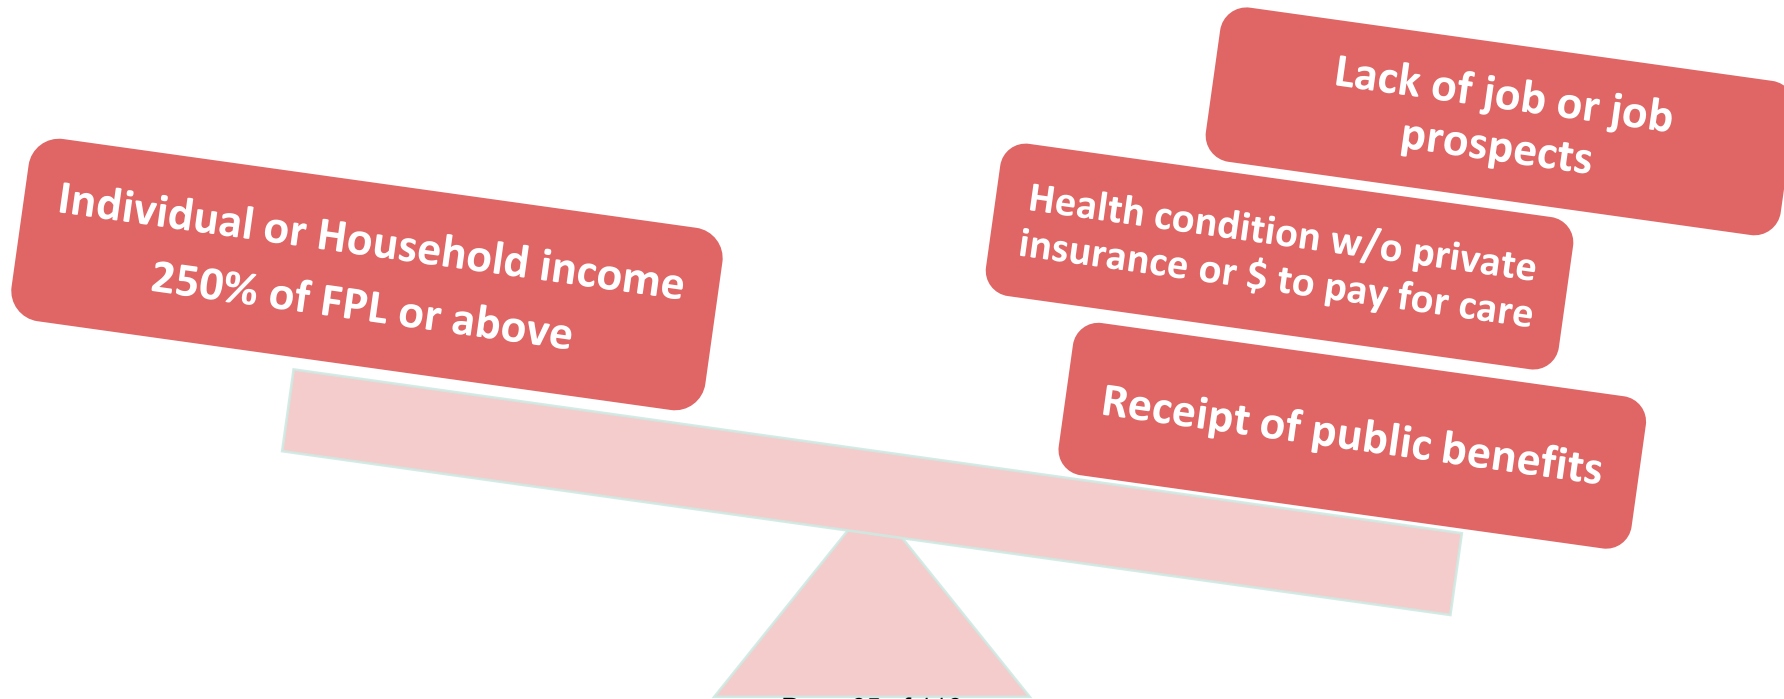 Individual or Household income
250% of FPL or above
Lack of job or job
prospects
Health condition w/o private
insurance or $ to pay for care
Receipt of public benefits